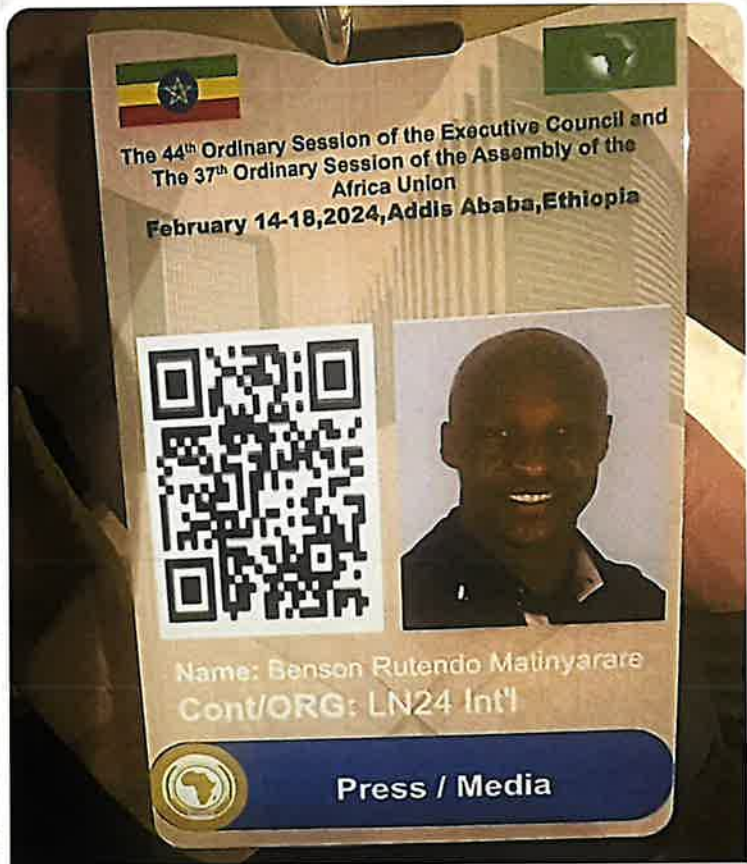 The 44th Ordinary Session of the Executive Council and
The 37th Ordinary Session of the Assembly of the
Africa Union
February 14-18,2024,Addis Ababa,Ethiopia
Name: Benson Rutendo Matinyarare
Cont/ORG: LN24 Int'l
Press / Media